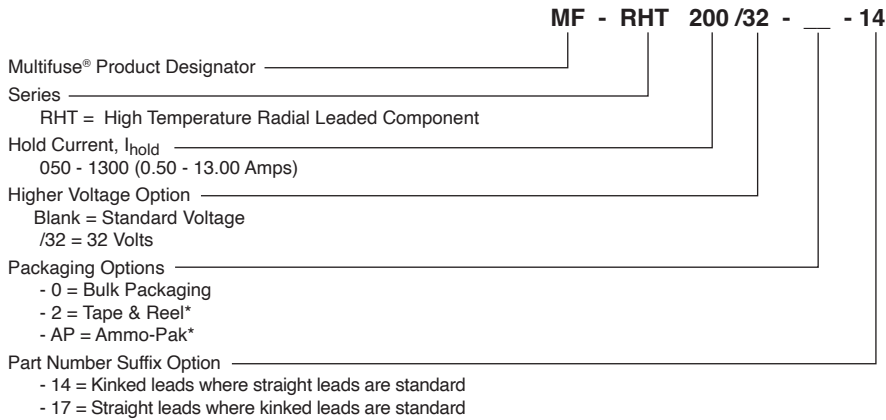 MF - RHT 200 /32 - __ - 14
Multifuse® Product Designator
Series
RHT = High Temperature Radial Leaded Component
Hold Current, Ihold
050 - 1300 (0.50 - 13.00 Amps)
Higher Voltage Option
Blank = Standard Voltage
/32 = 32 Volts
Packaging Options
- 0 = Bulk Packaging
- 2 = Tape & Reel*
- AP = Ammo-Pak*
Part Number Suffix Option
- 14 = Kinked leads where straight leads are standard
- 17 = Straight leads where kinked leads are standard